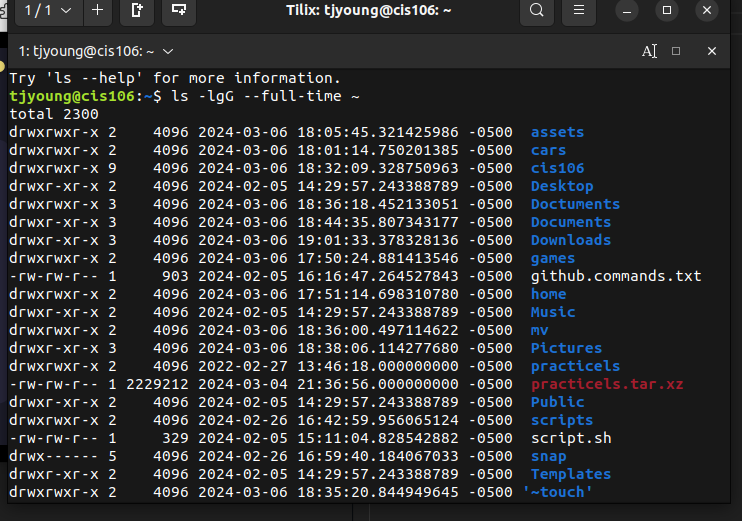 1 / 1
Tilix: tjyoung@cis106: ~
1: tjyoung@cis106: ~
Try 'ls --help' for more information.
tjyoung@cis106:~$ ls -lgG --full-time ~
total 2300
drwxrwxr-x 2    4096 2024-03-06 18:05:45.321425986 -0500  assets
drwxrwxr-x 2    4096 2024-03-06 18:01:14.750201385 -0500  cars
drwxrwxr-x 9    4096 2024-03-06 18:32:09.328750963 -0500  cis106
drwxr-xr-x 2    4096 2024-02-05 14:29:57.243388789 -0500  Desktop
drwxrwxr-x 3    4096 2024-03-06 18:36:18.452133051 -0500  Doctuments
drwxr-xr-x 3    4096 2024-03-06 18:44:35.807343177 -0500  Documents
drwxr-xr-x 3    4096 2024-03-06 19:01:33.378328136 -0500  Downloads
drwxrwxr-x 2    4096 2024-03-06 17:50:24.881413546 -0500  games
-rw-rw-r-- 1     903 2024-02-05 16:16:47.264527843 -0500  github.commands.txt
drwxrwxr-x 2    4096 2024-03-06 17:51:14.698310780 -0500  home
drwxr-xr-x 2    4096 2024-02-05 14:29:57.243388789 -0500  Music
drwxrwxr-x 2    4096 2024-03-06 18:36:00.497114622 -0500  mv
drwxr-xr-x 3    4096 2024-03-06 18:38:06.114277680 -0500  Pictures
drwxrwxr-x 2    4096 2022-02-27 13:46:18.000000000 -0500  practicels
-rw-rw-r-- 1 2229212 2024-03-04 21:36:56.000000000 -0500  practicels.tar.xz
drwxr-xr-x 2    4096 2024-02-05 14:29:57.243388789 -0500  Public
drwxrwxr-x 2    4096 2024-02-26 16:42:59.956065124 -0500  scripts
-rw-rw-r-- 1     329 2024-02-05 15:11:04.828542882 -0500  script.sh
drwx------ 5    4096 2024-02-26 16:59:40.184067033 -0500  snap
drwxr-xr-x 2    4096 2024-02-05 14:29:57.243388789 -0500  Templates
drwxrwxr-x 2    4096 2024-03-06 18:35:20.844949645 -0500 '~touch'